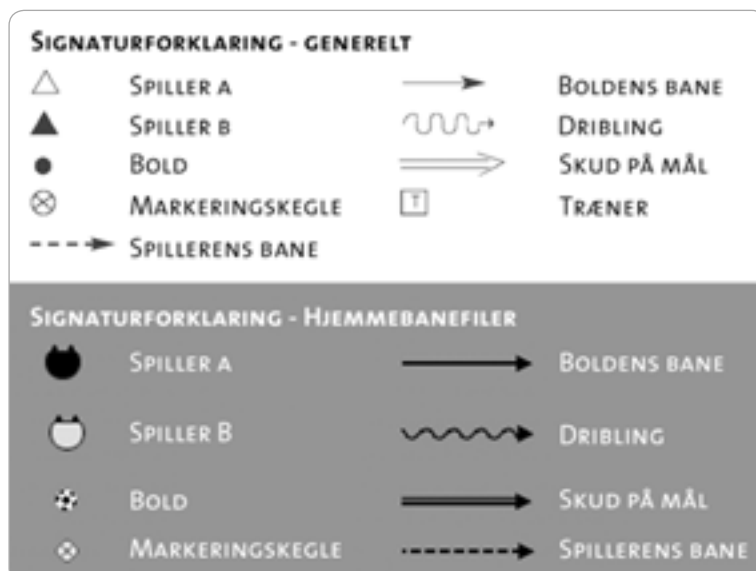 SIGNATURFORKLARING - GENERELT
SPILLER A BOLDENS BANE
SPILLER B DRIBLING
BOLD SKUD PÅ MÅL
MARKERINGSKEGLE T TRÆNER
SPILLERENS BANE
SIGNATURFORKLARING - HJEMMEBANEFILER
SPILLER A BOLDENS BANE
SPILLER B DRIBLING
BOLD SKUD PÅ MÅL
MARKERINGSKEGLE SPILLERENS BANE